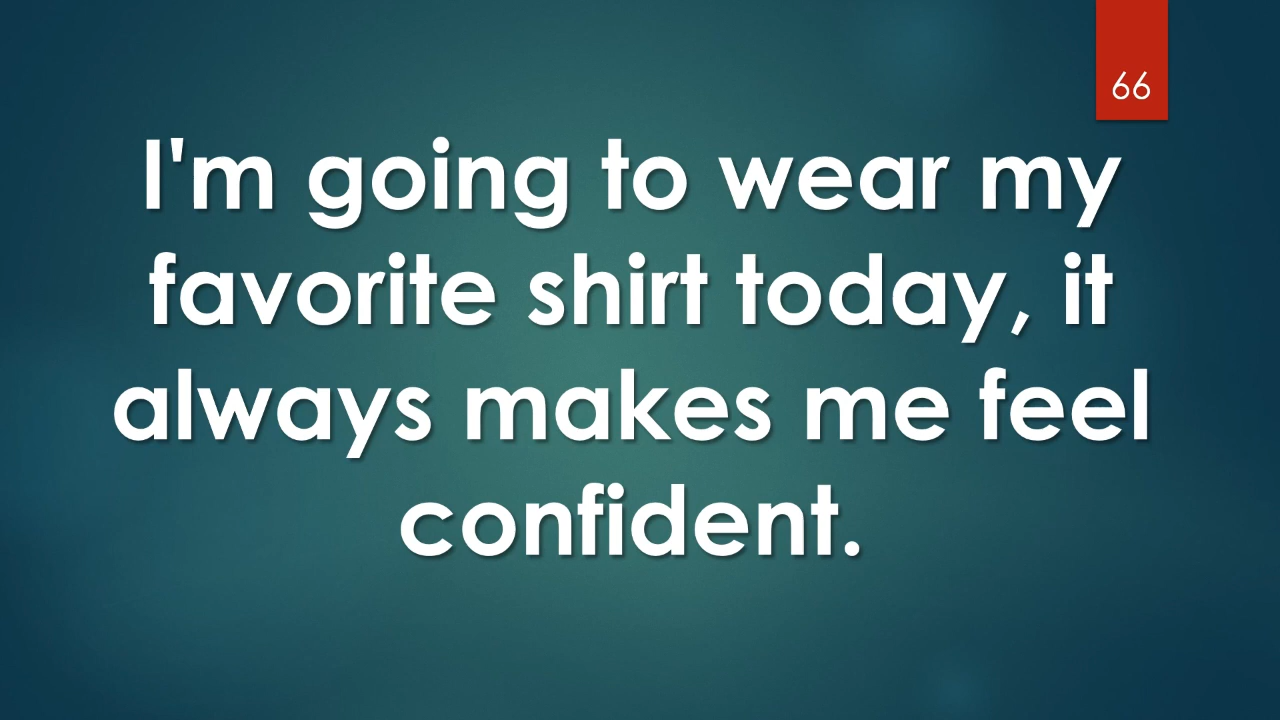 66
I'm going to wear my
favorite shirt today, it
always makes me feel
confident.